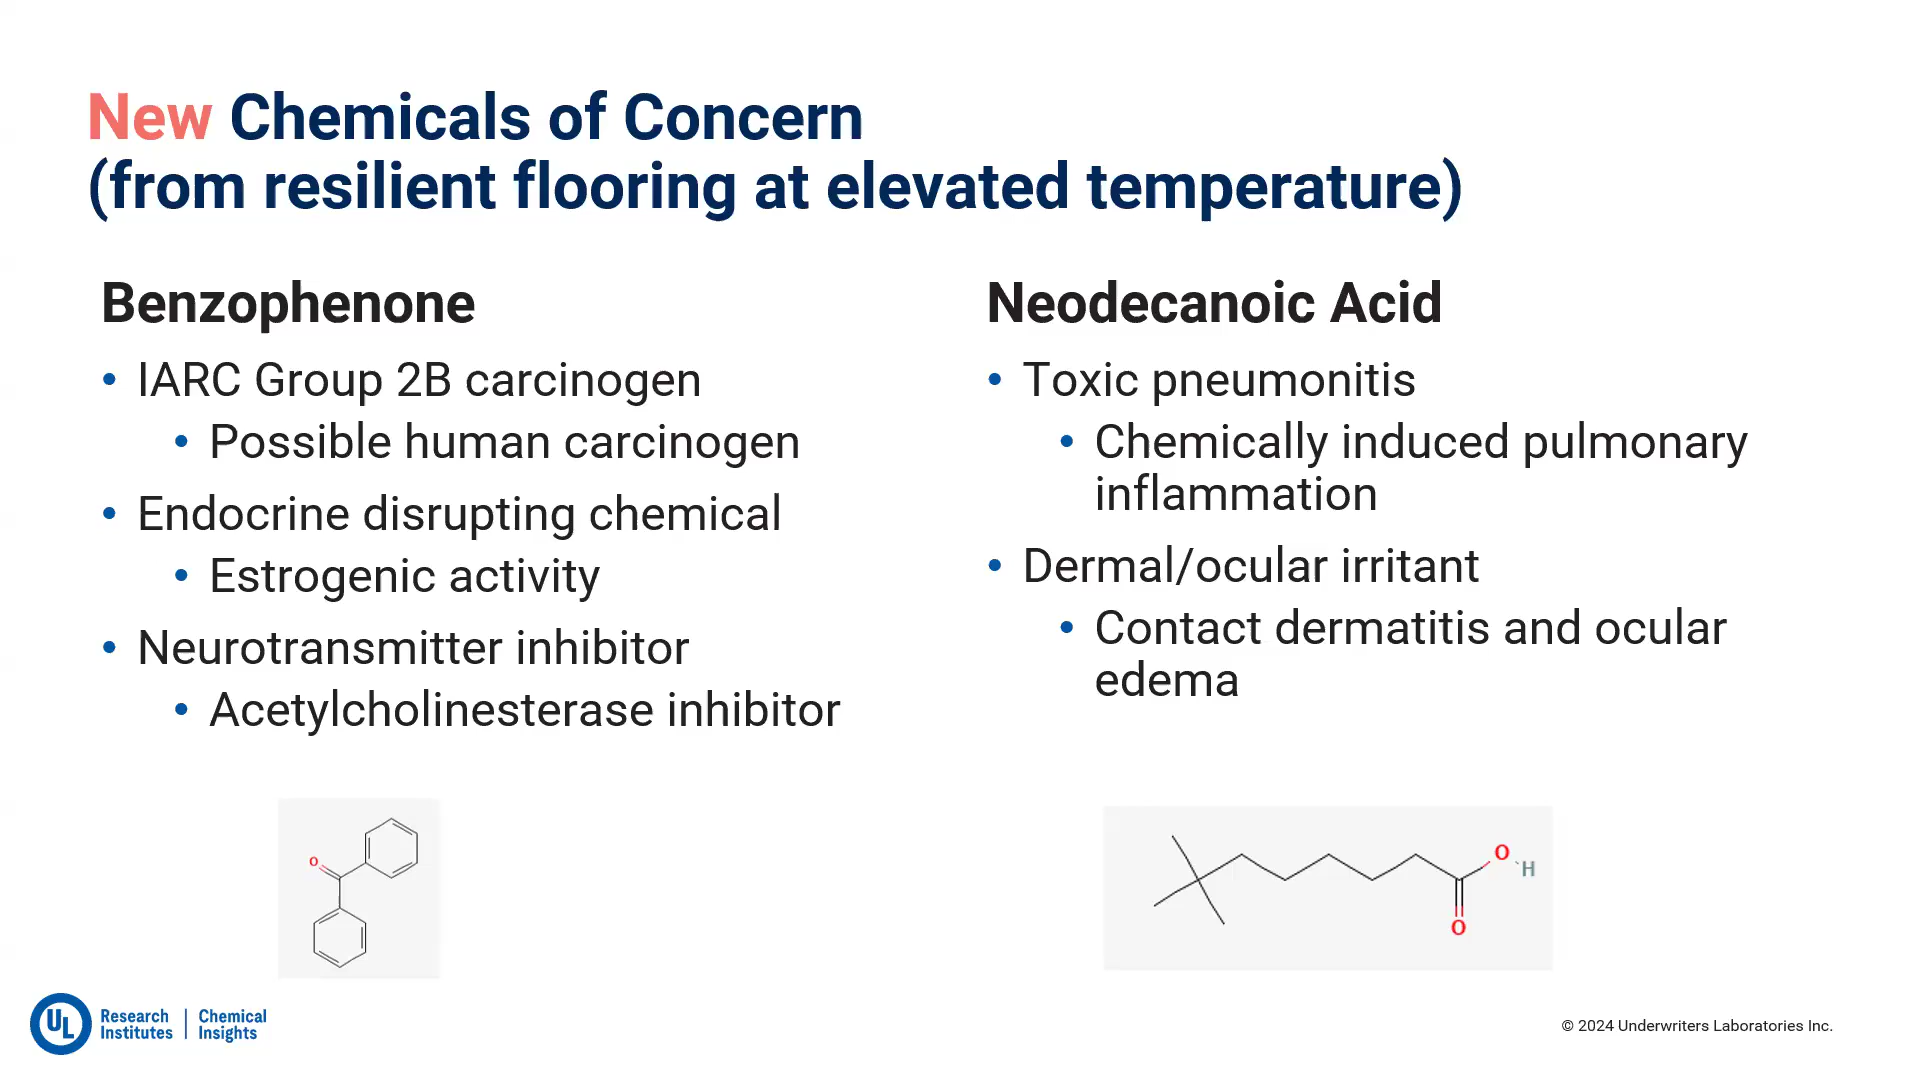 New Chemicals of Concern
(from resilient flooring at elevated temperature)
Benzophenone
• IARC Group 2B carcinogen
• Possible human carcinogen
• Endocrine disrupting chemical
• Estrogenic activity
• Neurotransmitter inhibitor
• Acetylcholinesterase inhibitor
Neodecanoic Acid
• Toxic pneumonitis
• Chemically induced pulmonary
inflammation
• Dermal/ocular irritant
• Contact dermatitis and ocular
edema
O
O
H
O
UL
Research
Institutes
Chemical
Insights
© 2024 Underwriters Laboratories Inc.